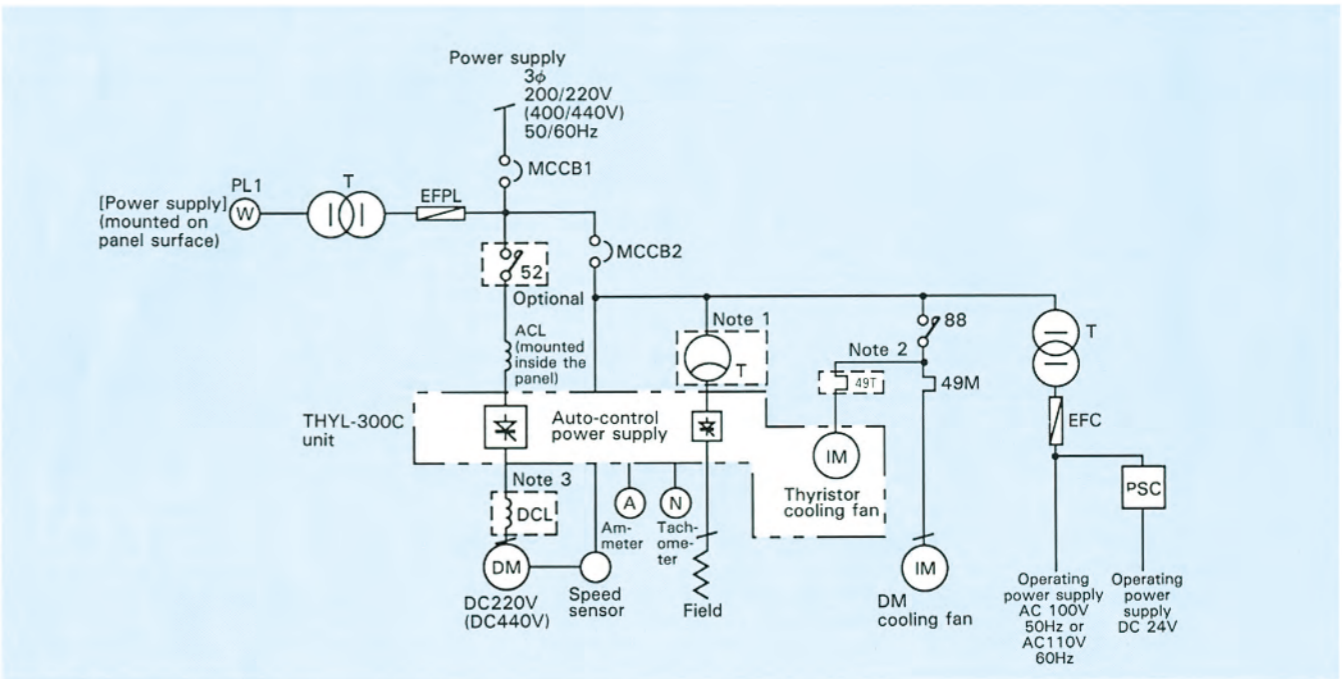 Power supply
3φ
200/220V
(400/440V)
50/60Hz
MCCB1
PL1
T
EFPL
[Power supply]
(mounted on
panel surface)
W
MCCB2
52
Optional
ACL
(mounted
inside the
panel)
Note 1
T
88
Note 2
49T
49M
T
EFC
THYL-300C
unit
Auto-control
power supply
IM
Thyristor
cooling fan
PSC
Note 3
DCL
A
Am-
meter
N
Tach-
ome-
ter
DM
DC220V
(DC440V)
Speed
sensor
Field
IM
DM
cooling fan
Operating
power supply
AC 100V
50Hz or
AC110V
60Hz
Operating
power
supply
DC 24V